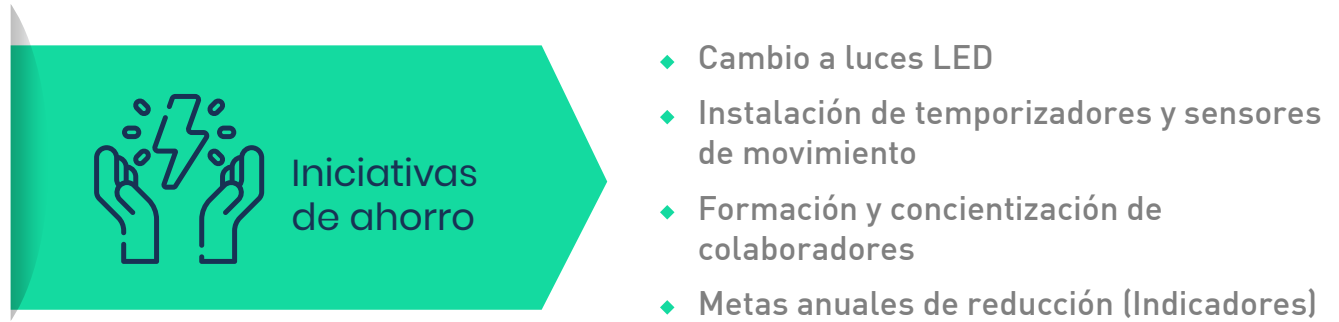 Iniciativas
de ahorro
Cambio a luces LED
Instalación de temporizadores y sensores
de movimiento
Formación y concientización de
colaboradores
Metas anuales de reducción (Indicadores)